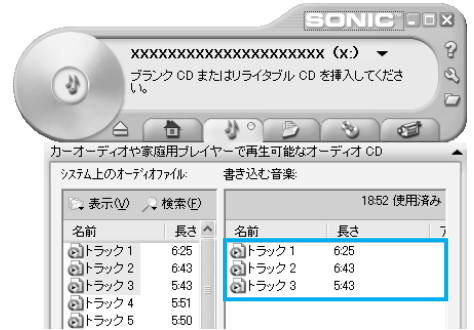 SONIC
XXXXXXXXXXXXXXXXXXXXX (X:)
ブランク CD またはリライタブル CD を挿入してくださ
い。
カーオーディオや家庭用プレイヤーで再生可能なオーディオ CD
システム上のオーディオファイル: 書き込む音楽:
表示(V) 検索(F) 18:52 使用済み
名前 長さ 名前 長さ
トラック 1 6:25 トラック 1 6:25
トラック 2 6:43 トラック 2 6:43
トラック 3 5:43 トラック 3 5:43
トラック 4 5:51
トラック 5 5:50